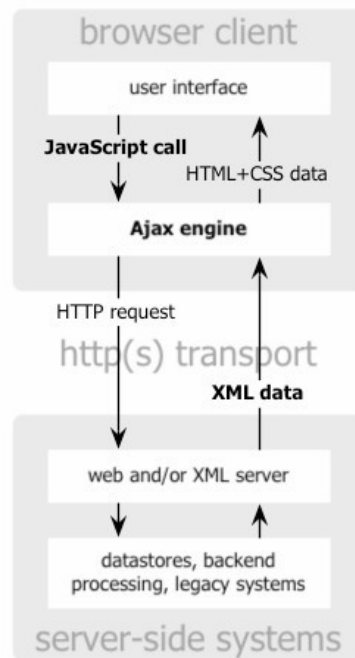 browser client
user interface
JavaScript call
HTML+CSS data
Ajax engine
HTTP request
http(s) transport
XML data
web and/or XML server
datastores, backend
processing, legacy systems
server-side systems